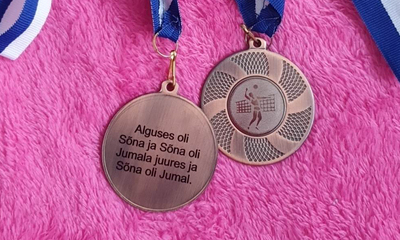 Alguses oli
Sõna ja Sõna oli
Jumala juures ja
Sõna oli Jumal.